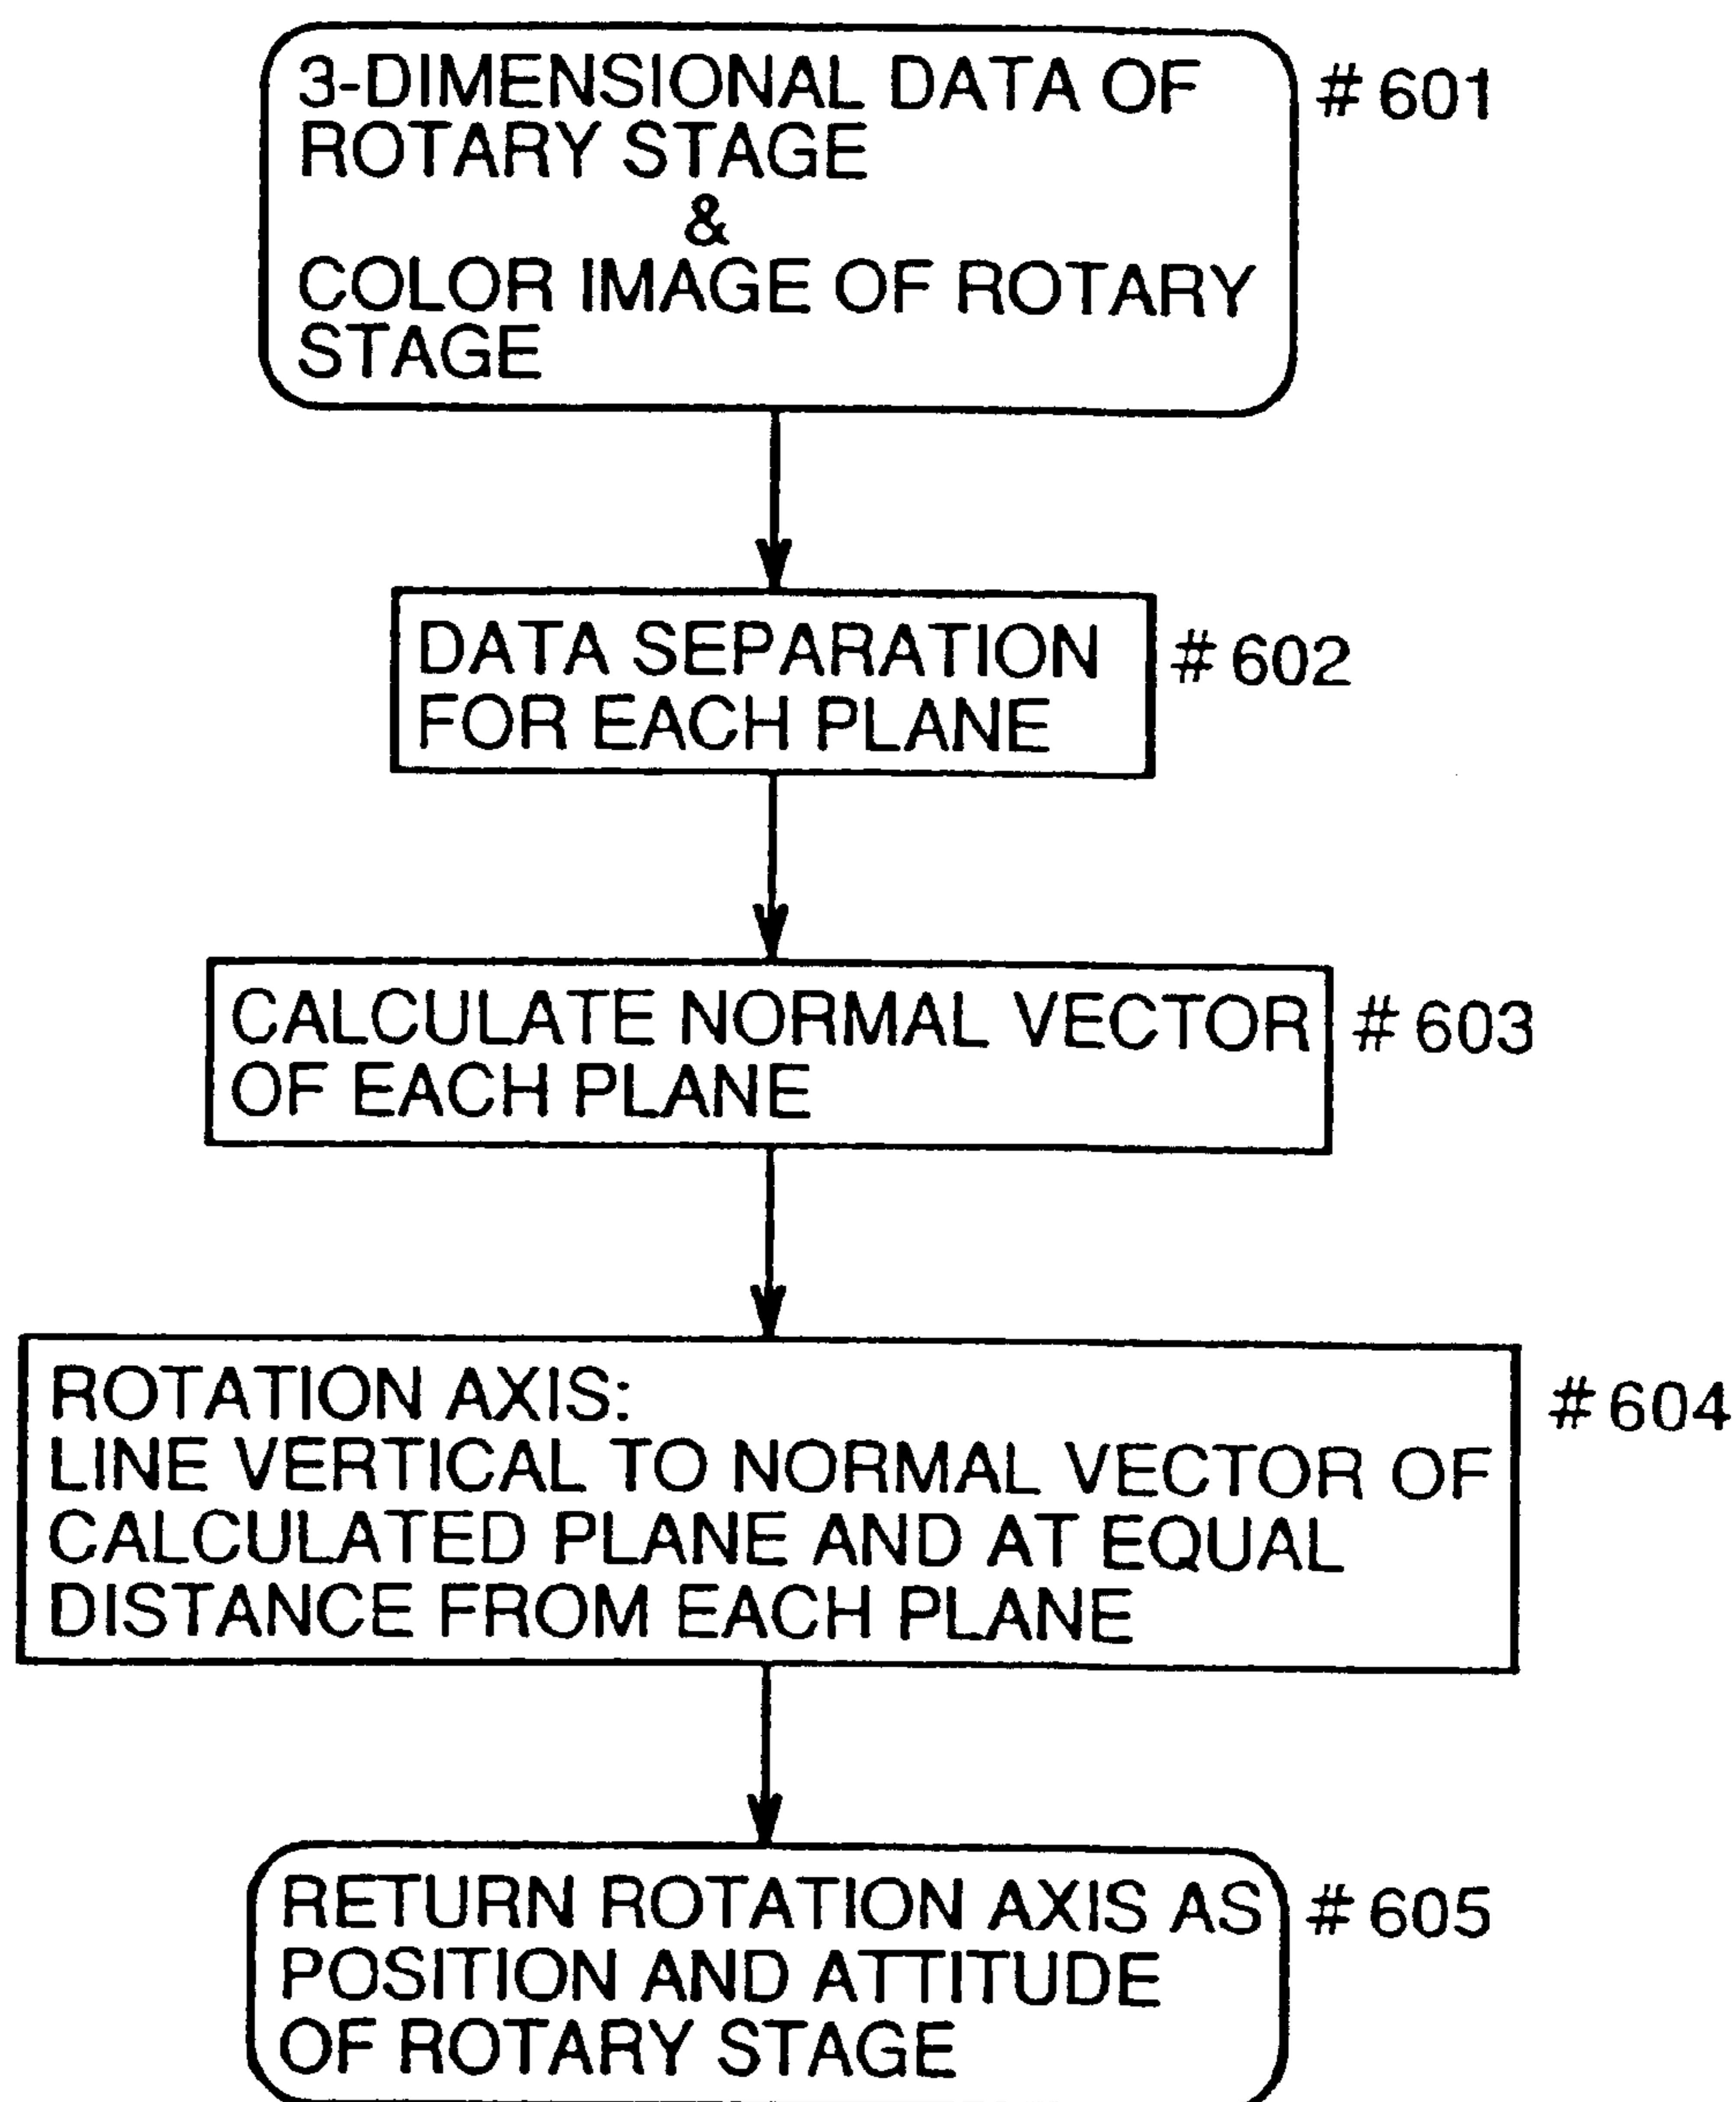 3-DIMENSIONAL DATA OF
ROTARY STAGE
&
COLOR IMAGE OF ROTARY
STAGE
#601
DATA SEPARATION
FOR EACH PLANE
#602
CALCULATE NORMAL VECTOR
OF EACH PLANE
#603
ROTATION AXIS:
LINE VERTICAL TO NORMAL VECTOR OF
CALCULATED PLANE AND AT EQUAL
DISTANCE FROM EACH PLANE
#604
RETURN ROTATION AXIS AS
POSITION AND ATTITUDE
OF ROTARY STAGE
#605